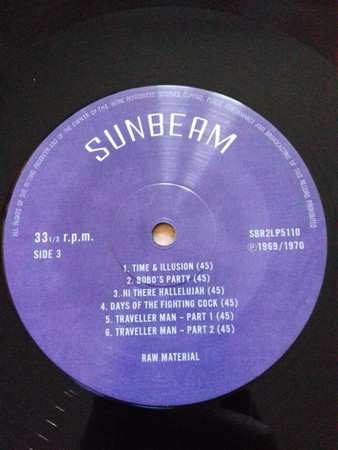 ALL RIGHTS OF THE RECORD PRODUCER AND OF THE OWNER OF THE WORK REPRODUCED RESERVED. COPYING, PUBLIC PERFORMANCE AND BROADCASTING OF THIS RECORD PROHIBITED
SUNBEAM
33 1/3 r.p.m.
SIDE 3
SBR2LP5110
℗1969/1970
1. TIME & ILLUSION (45)
2. BOBO'S PARTY (45)
3. HI THERE HALLELUJAH (45)
4. DAYS OF THE FIGHTING COCK (45)
5. TRAVELLER MAN – PART 1 (45)
6. TRAVELLER MAN – PART 2 (45)
RAW MATERIAL